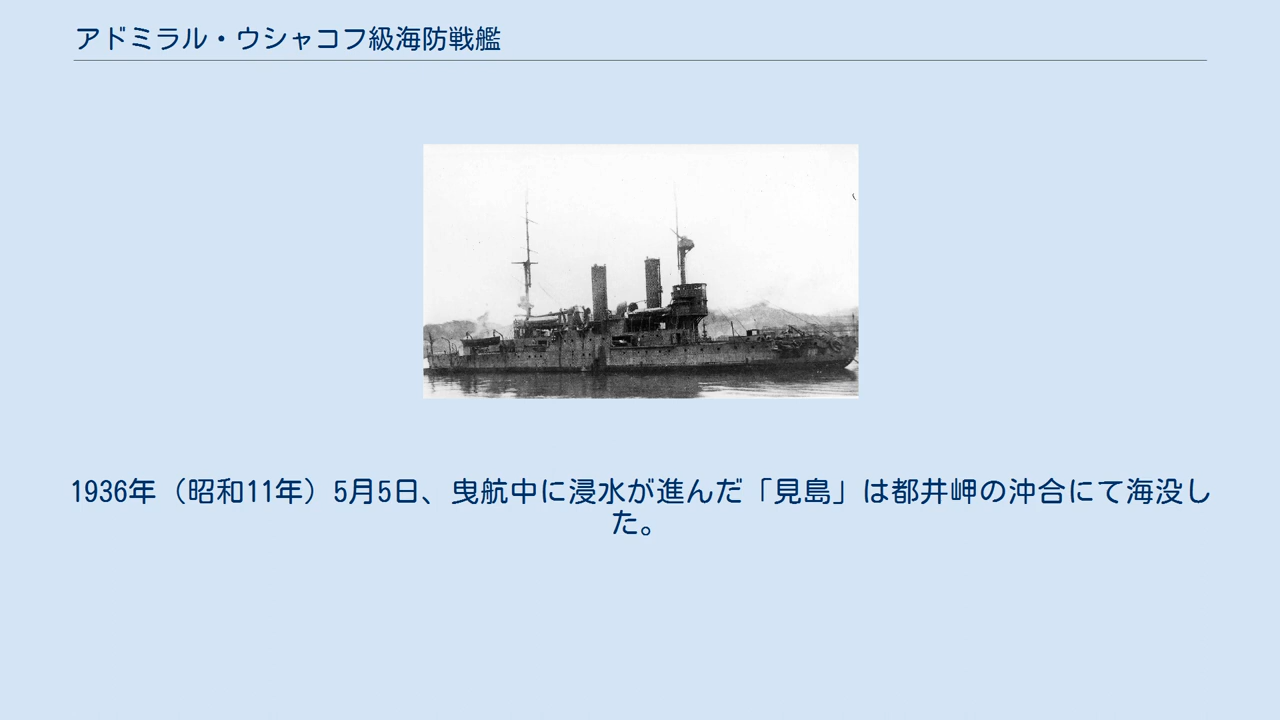 アドミラル・ウシャコフ級海防戦艦
1936年（昭和11年）5月5日、曳航中に浸水が進んだ「見島」は都井岬の沖合にて海没し
た。